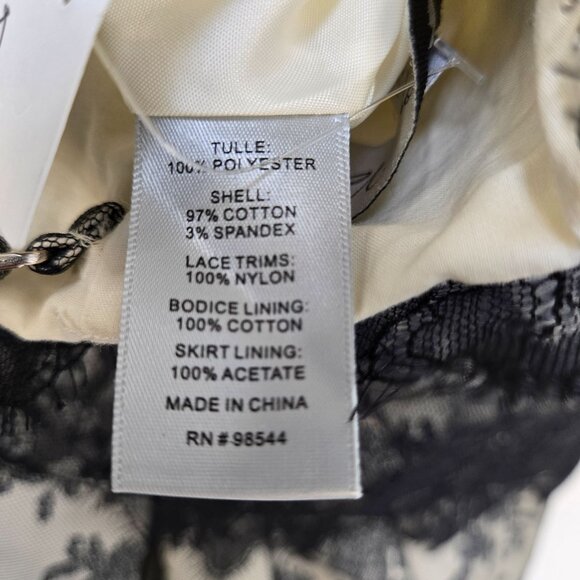 TULLE:
100% POLYESTER
SHELL:
97% COTTON
3% SPANDEX
LACE TRIMS:
100% NYLON
BODICE LINING:
100% COTTON
SKIRT LINING:
100% ACETATE
MADE IN CHINA
RN # 98544